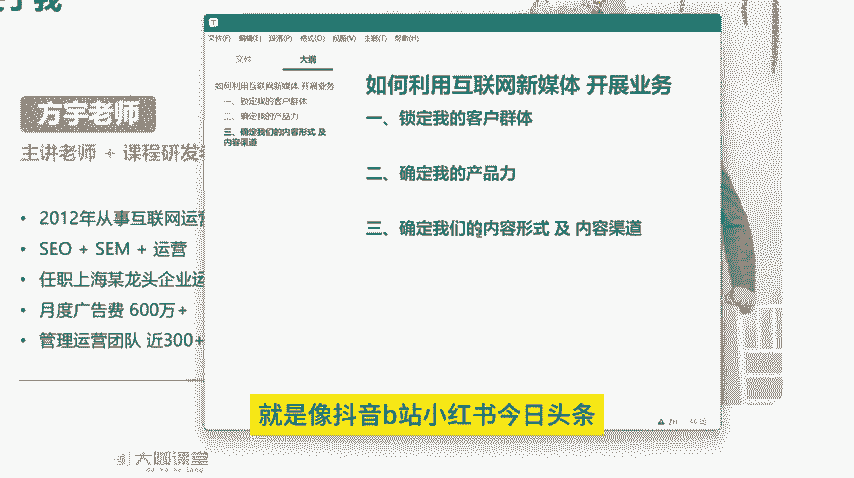 方宇老师
主讲老师 + 课程研发
• 2012年从事互联网运营
• SEO + SEM + 运营
• 任职上海某龙头企业运
• 月度广告费 600万+
• 管理运营团队 近300+
文件(F) 编辑(E) 段落(P) 格式(O) 视图(V) 主题(T) 帮助(H)
文件 大纲
如何利用互联网新媒体 开展业务
一、锁定我的客户群体
二、确定我的产品力
三、确定我们的内容形式 及
内容渠道
如何利用互联网新媒体 开展业务
一、锁定我的客户群体
二、确定我的产品力
三、确定我们的内容形式 及 内容渠道
就是像抖音b站小红书今日头条